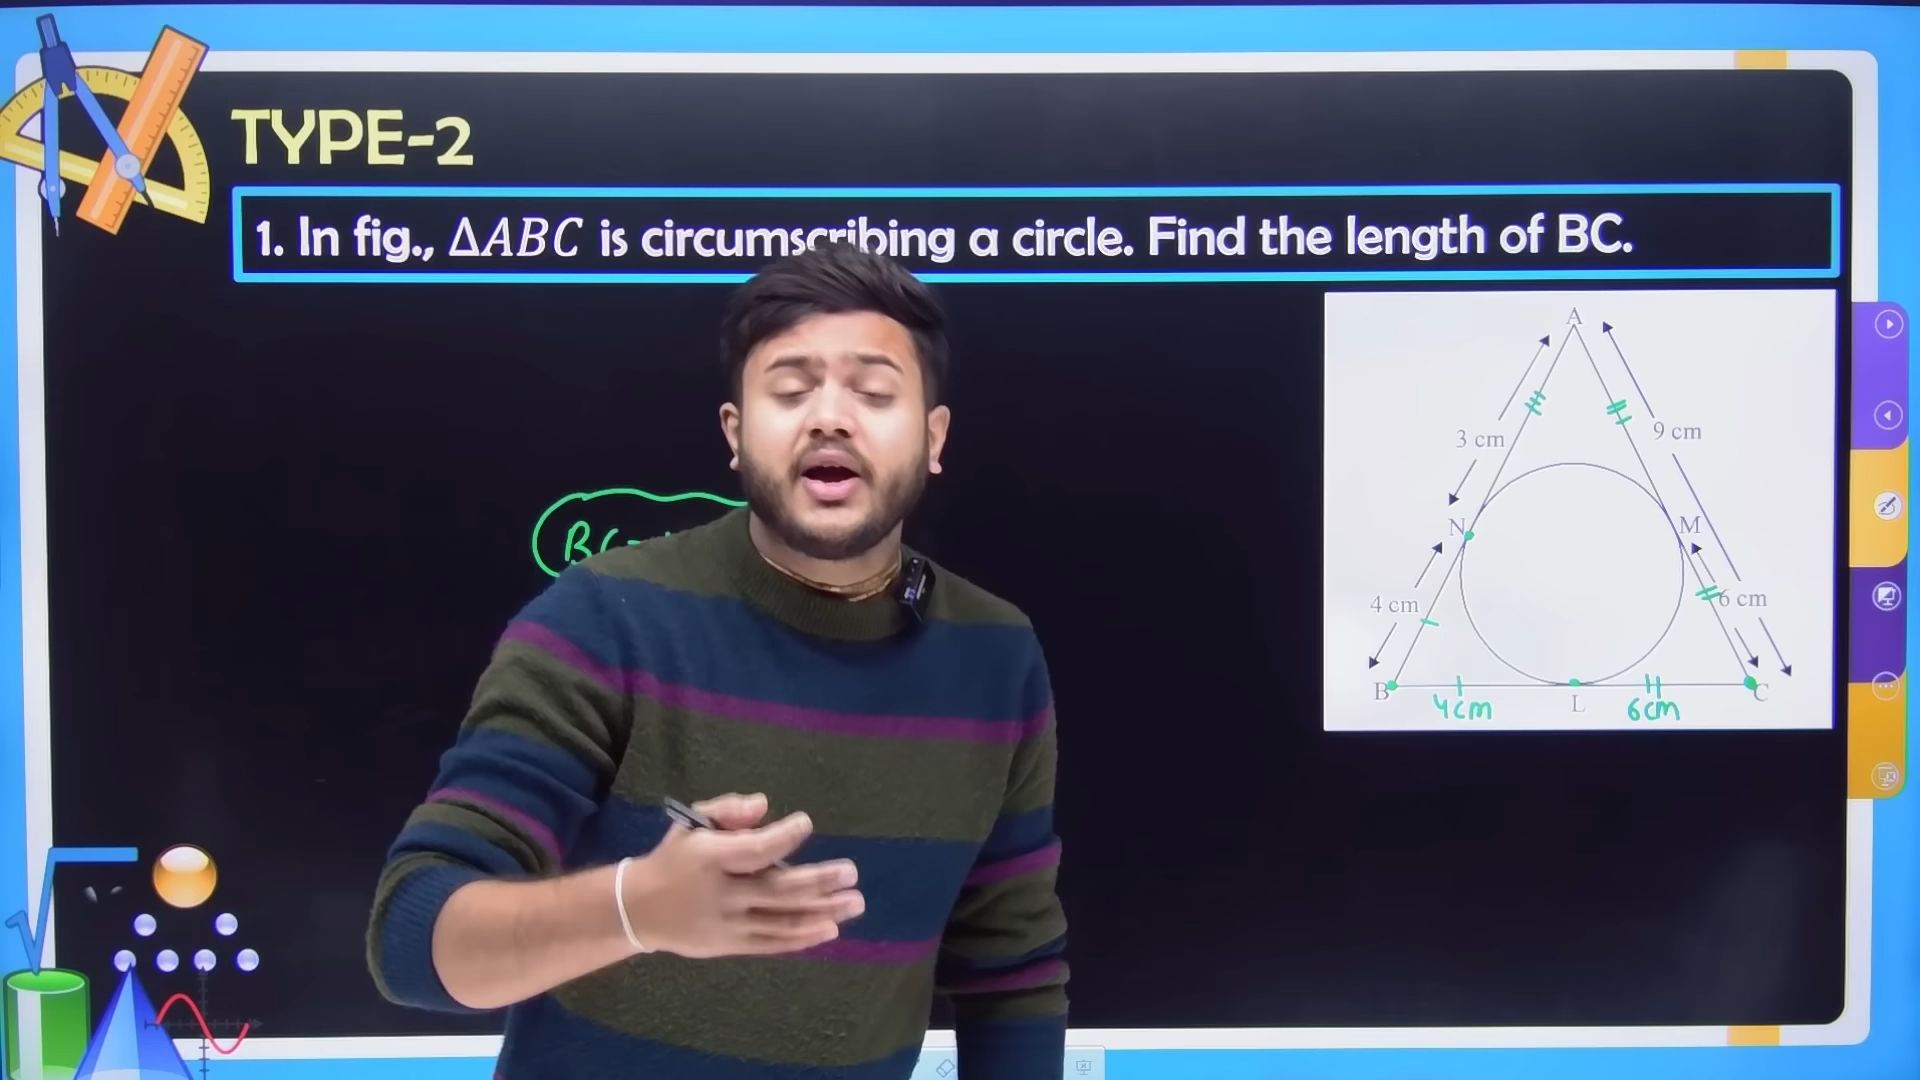 TYPE-2
1. In fig., ΔABC is circumscribing a circle. Find the length of BC.
A
3 cm
9 cm
N
M
4 cm
6 cm
B
L
C
4cm
6cm
BC=